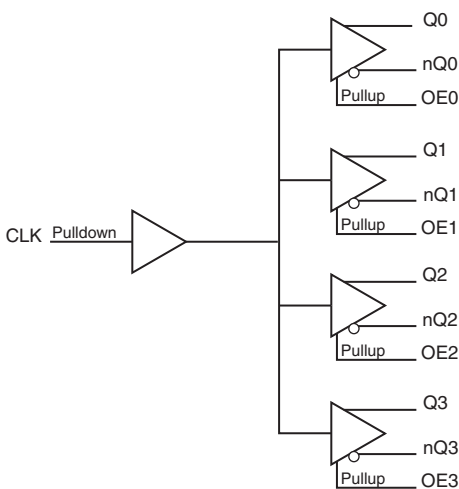 Q0
nQ0
Pullup OE0
Q1
nQ1
Pullup OE1
CLK Pulldown
Q2
nQ2
Pullup OE2
Q3
nQ3
Pullup OE3